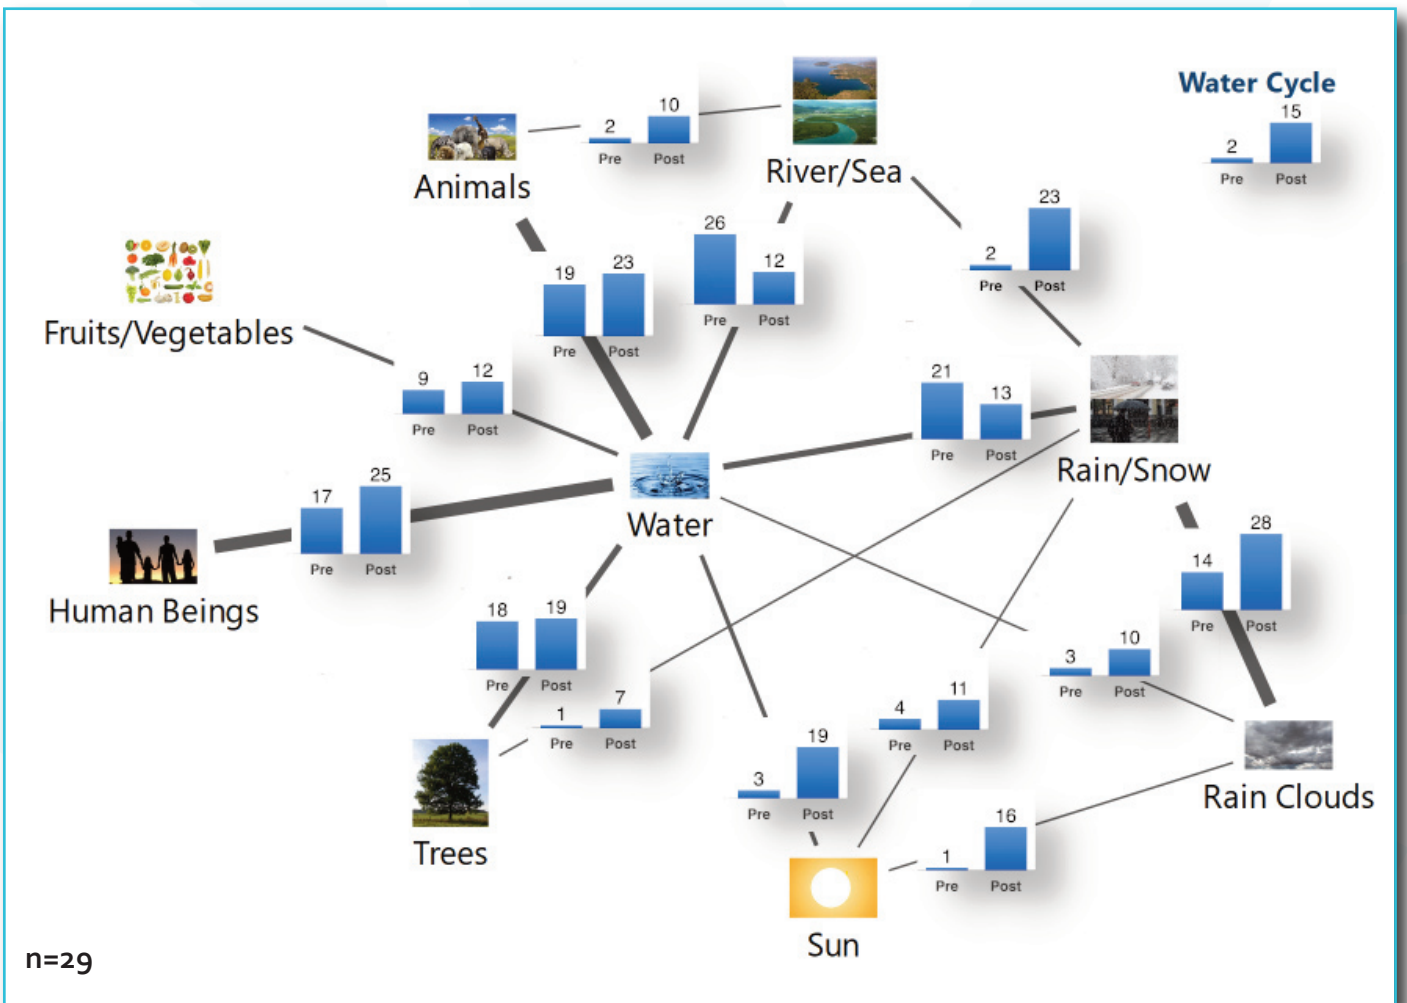 Water Cycle
2 15
Pre Post
2 10
Pre Post
Animals
River/Sea
2 23
Pre Post
26 12
Pre Post
19 23
Pre Post
Fruits/Vegetables
9 12
Pre Post
21 13
Pre Post
Rain/Snow
Water
17 25
Pre Post
Human Beings
14 28
Pre Post
18 19
Pre Post
3 10
Pre Post
1 7
Pre Post
4 11
Pre Post
3 19
Pre Post
Rain Clouds
Trees
1 16
Pre Post
Sun
n=29